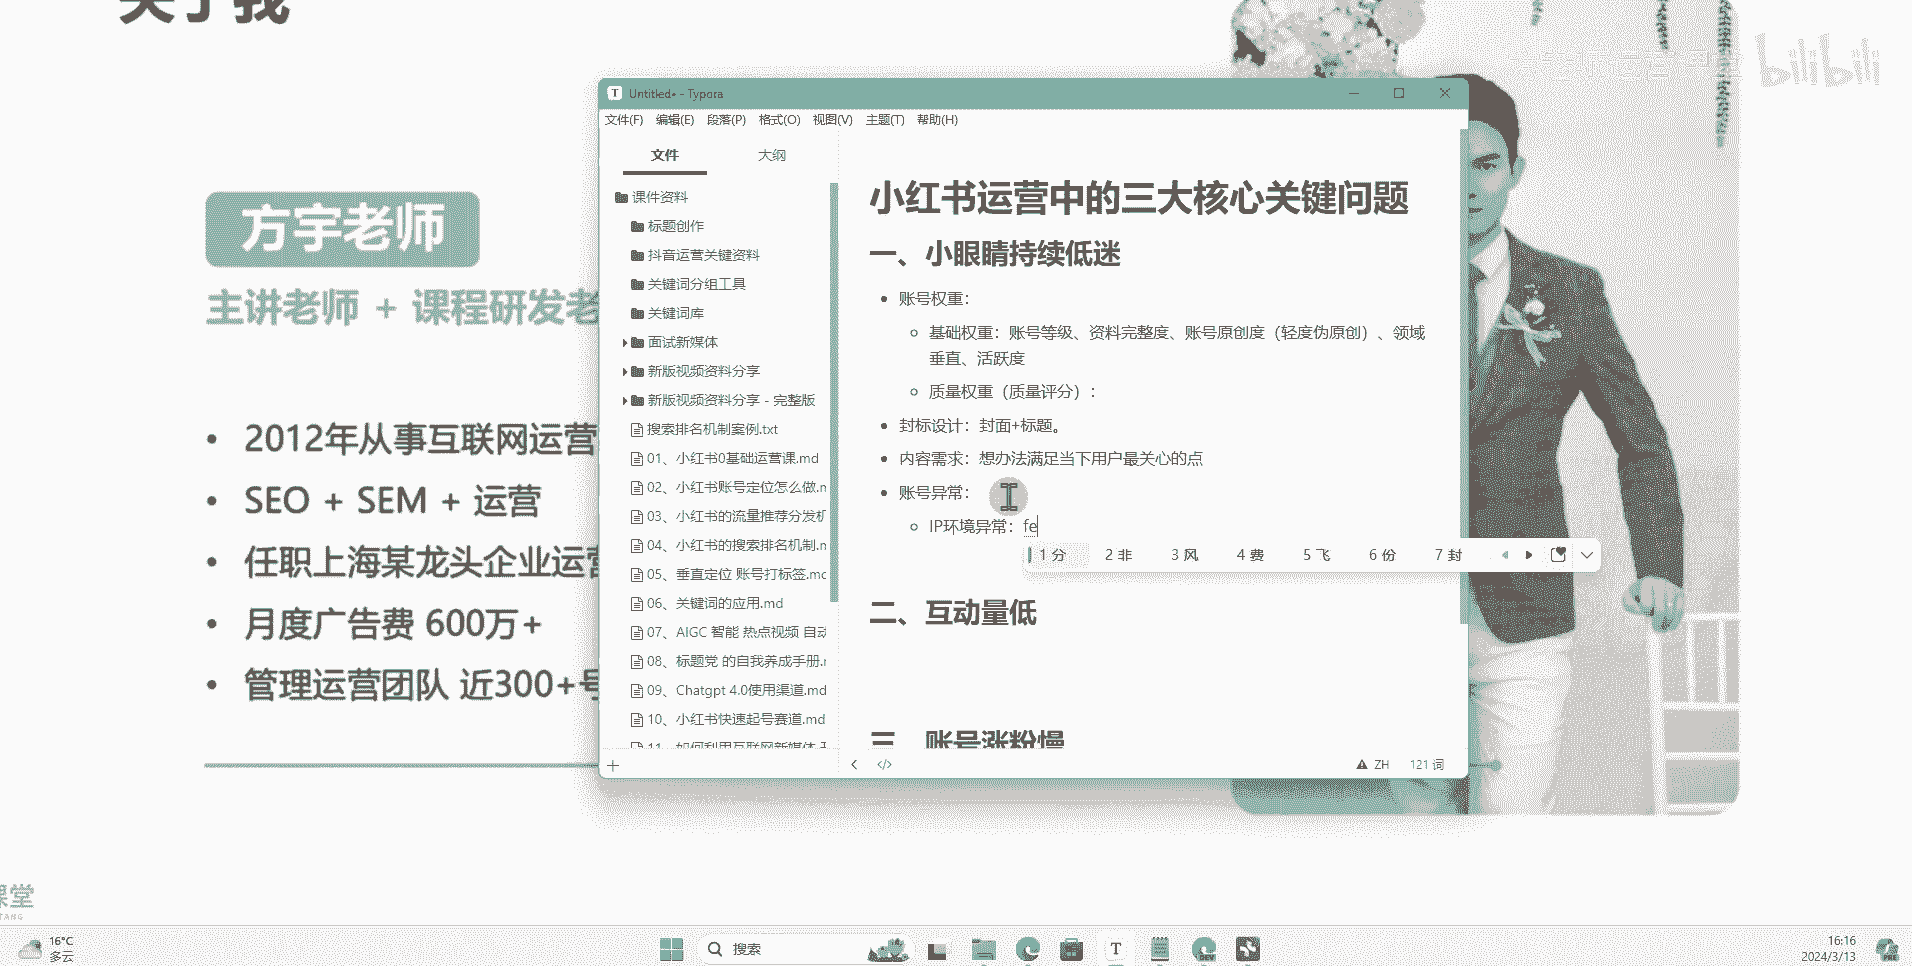 关于我
bilibili
方宇老师
主讲老师 + 课程研发老
• 2012年从事互联网运营
• SEO + SEM + 运营
• 任职上海某龙头企业运营
• 月度广告费 600万+
• 管理运营团队 近300+号
Untitled• - Typora
文件(F) 编辑(E) 段落(P) 格式(O) 视图(V) 主题(T) 帮助(H)
文件 大纲
课件资料
标题创作
抖音运营关键资料
关键词分组工具
关键词库
面试新媒体
新版视频资料分享
新版视频资料分享 - 完整版
搜索排名机制案例.txt
01、小红书0基础运营课.md
02、小红书账号定位怎么做.m
03、小红书的流量推荐分发机
04、小红书的搜索排名机制.m
05、垂直定位 账号打标签.mc
06、关键词的应用.md
07、AIGC 智能 热点视频 自动
08、标题党 的自我养成手册.r
09、Chatgpt 4.0使用渠道.md
10、小红书快速起号赛道.md
11、如何利用互联网新媒体
小红书运营中的三大核心关键问题
一、小眼睛持续低迷
• 账号权重：
基础权重：账号等级、资料完整度、账号原创度（轻度伪原创）、领域
垂直、活跃度
质量权重（质量评分）：
• 封标设计：封面+标题。
• 内容需求：想办法满足当下用户最关心的点
• 账号异常：
IP环境异常：fe
1 分 2 非 3 风 4 费 5 飞 6 份 7 封
二、互动量低
三、账号涨粉慢
ZH 121 词
课堂
TANG
16°C
多云
搜索
T
DEV
16:16
2024/3/13
PRE